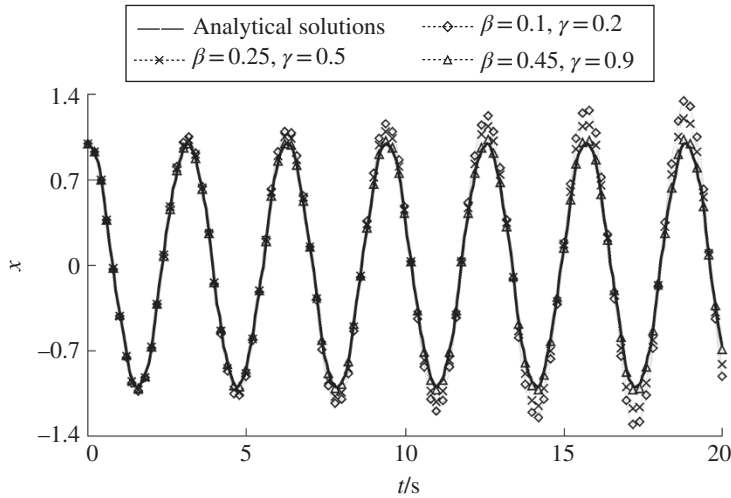 Analytical solutions
β=0.1, γ=0.2
β=0.25, γ=0.5
β=0.45, γ=0.9
1.4
0.7
0
−0.7
−1.4
x
0 5 10 15 20
t/s